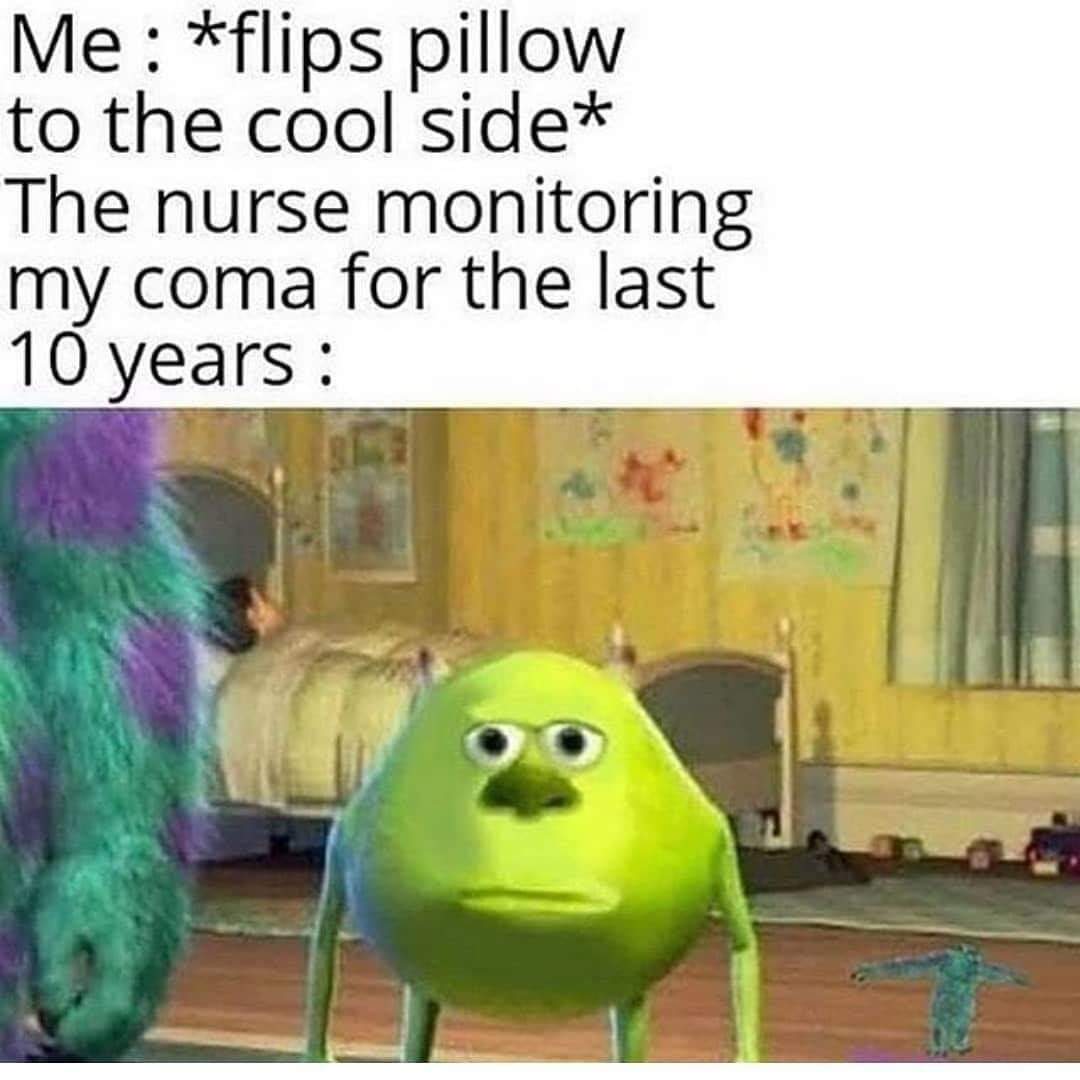 Me : *flips pillow
to the cool side*
The nurse monitoring
my coma for the last
10 years :